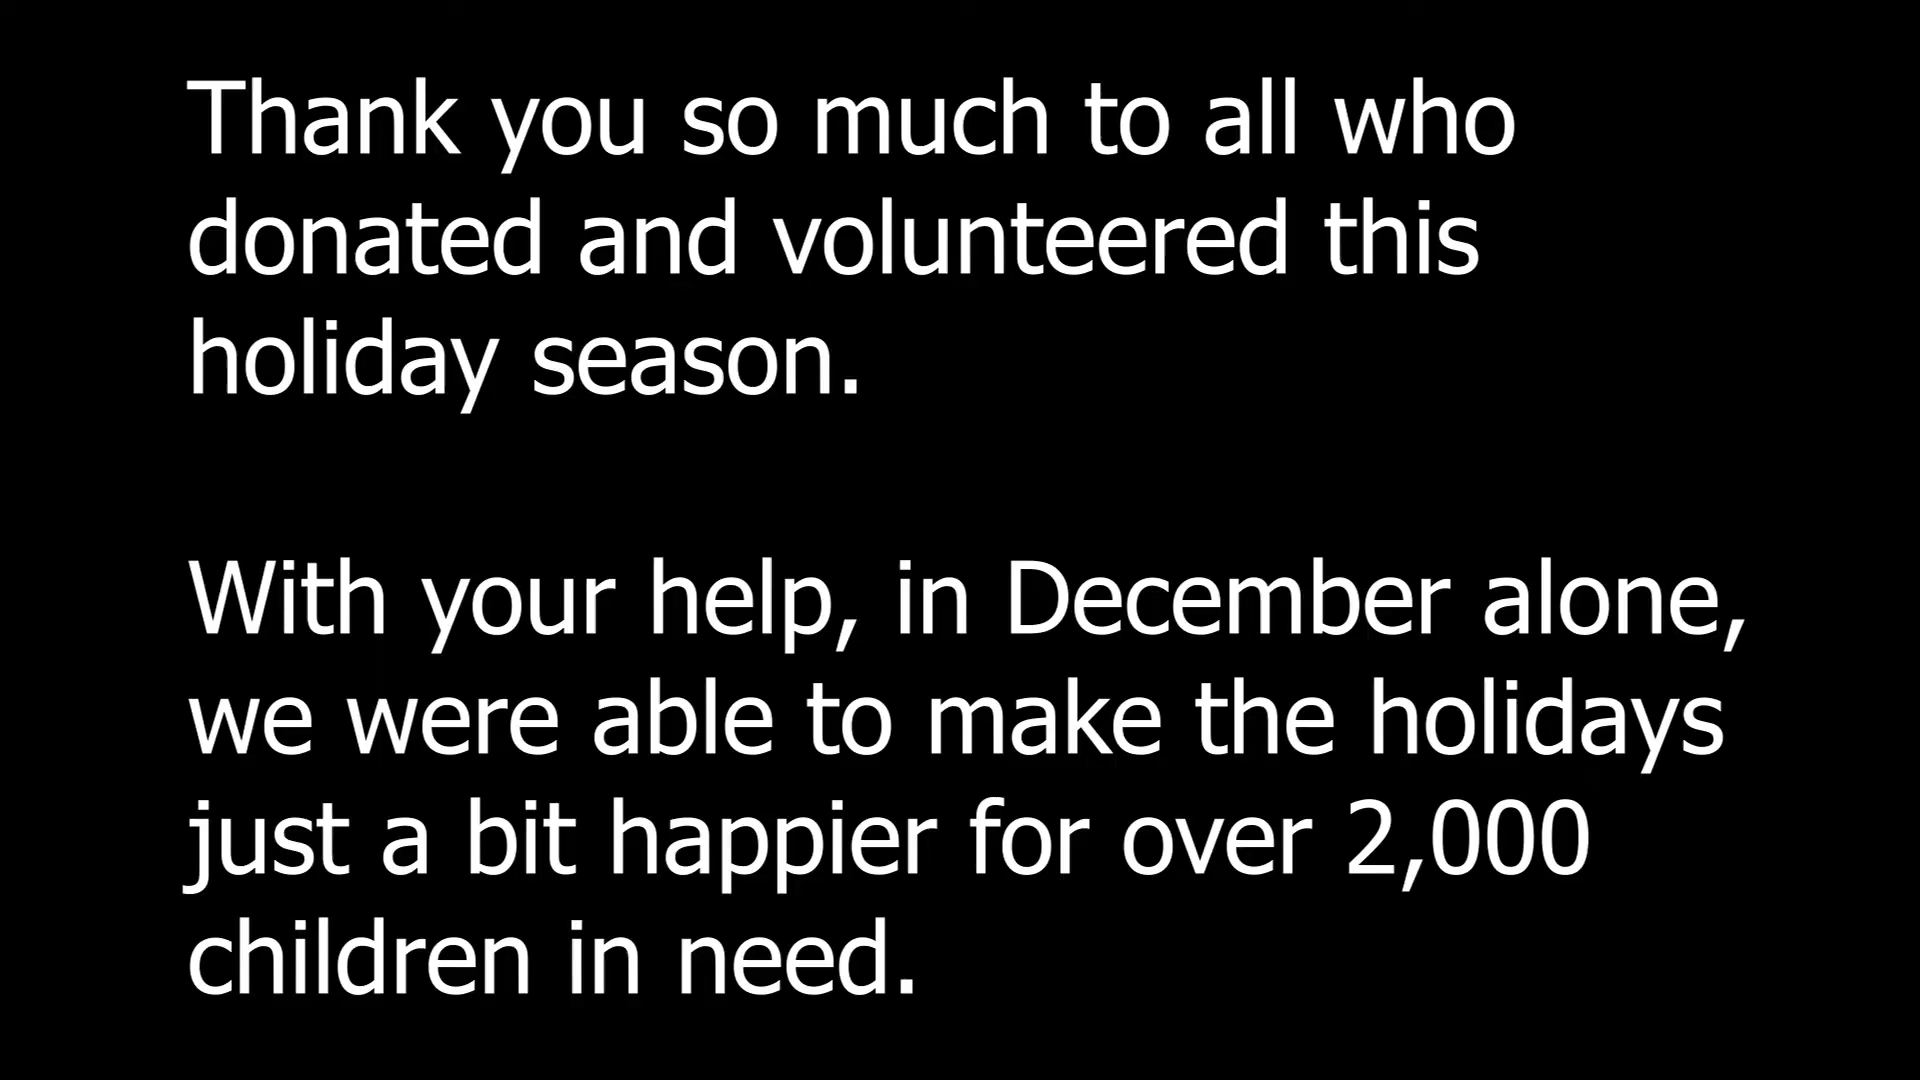 Thank you so much to all who
donated and volunteered this
holiday season.
With your help, in December alone,
we were able to make the holidays
just a bit happier for over 2,000
children in need.